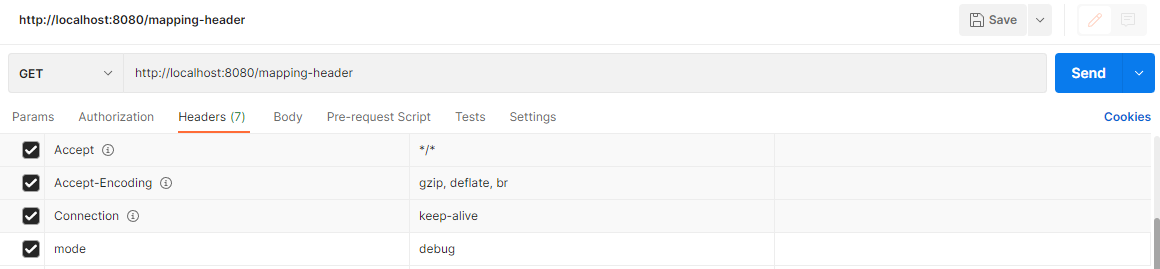 http://localhost:8080/mapping-header
Save
GET http://localhost:8080/mapping-header Send
Params Authorization Headers (7) Body Pre-request Script Tests Settings Cookies
Accept */*
Accept-Encoding gzip, deflate, br
Connection keep-alive
mode debug